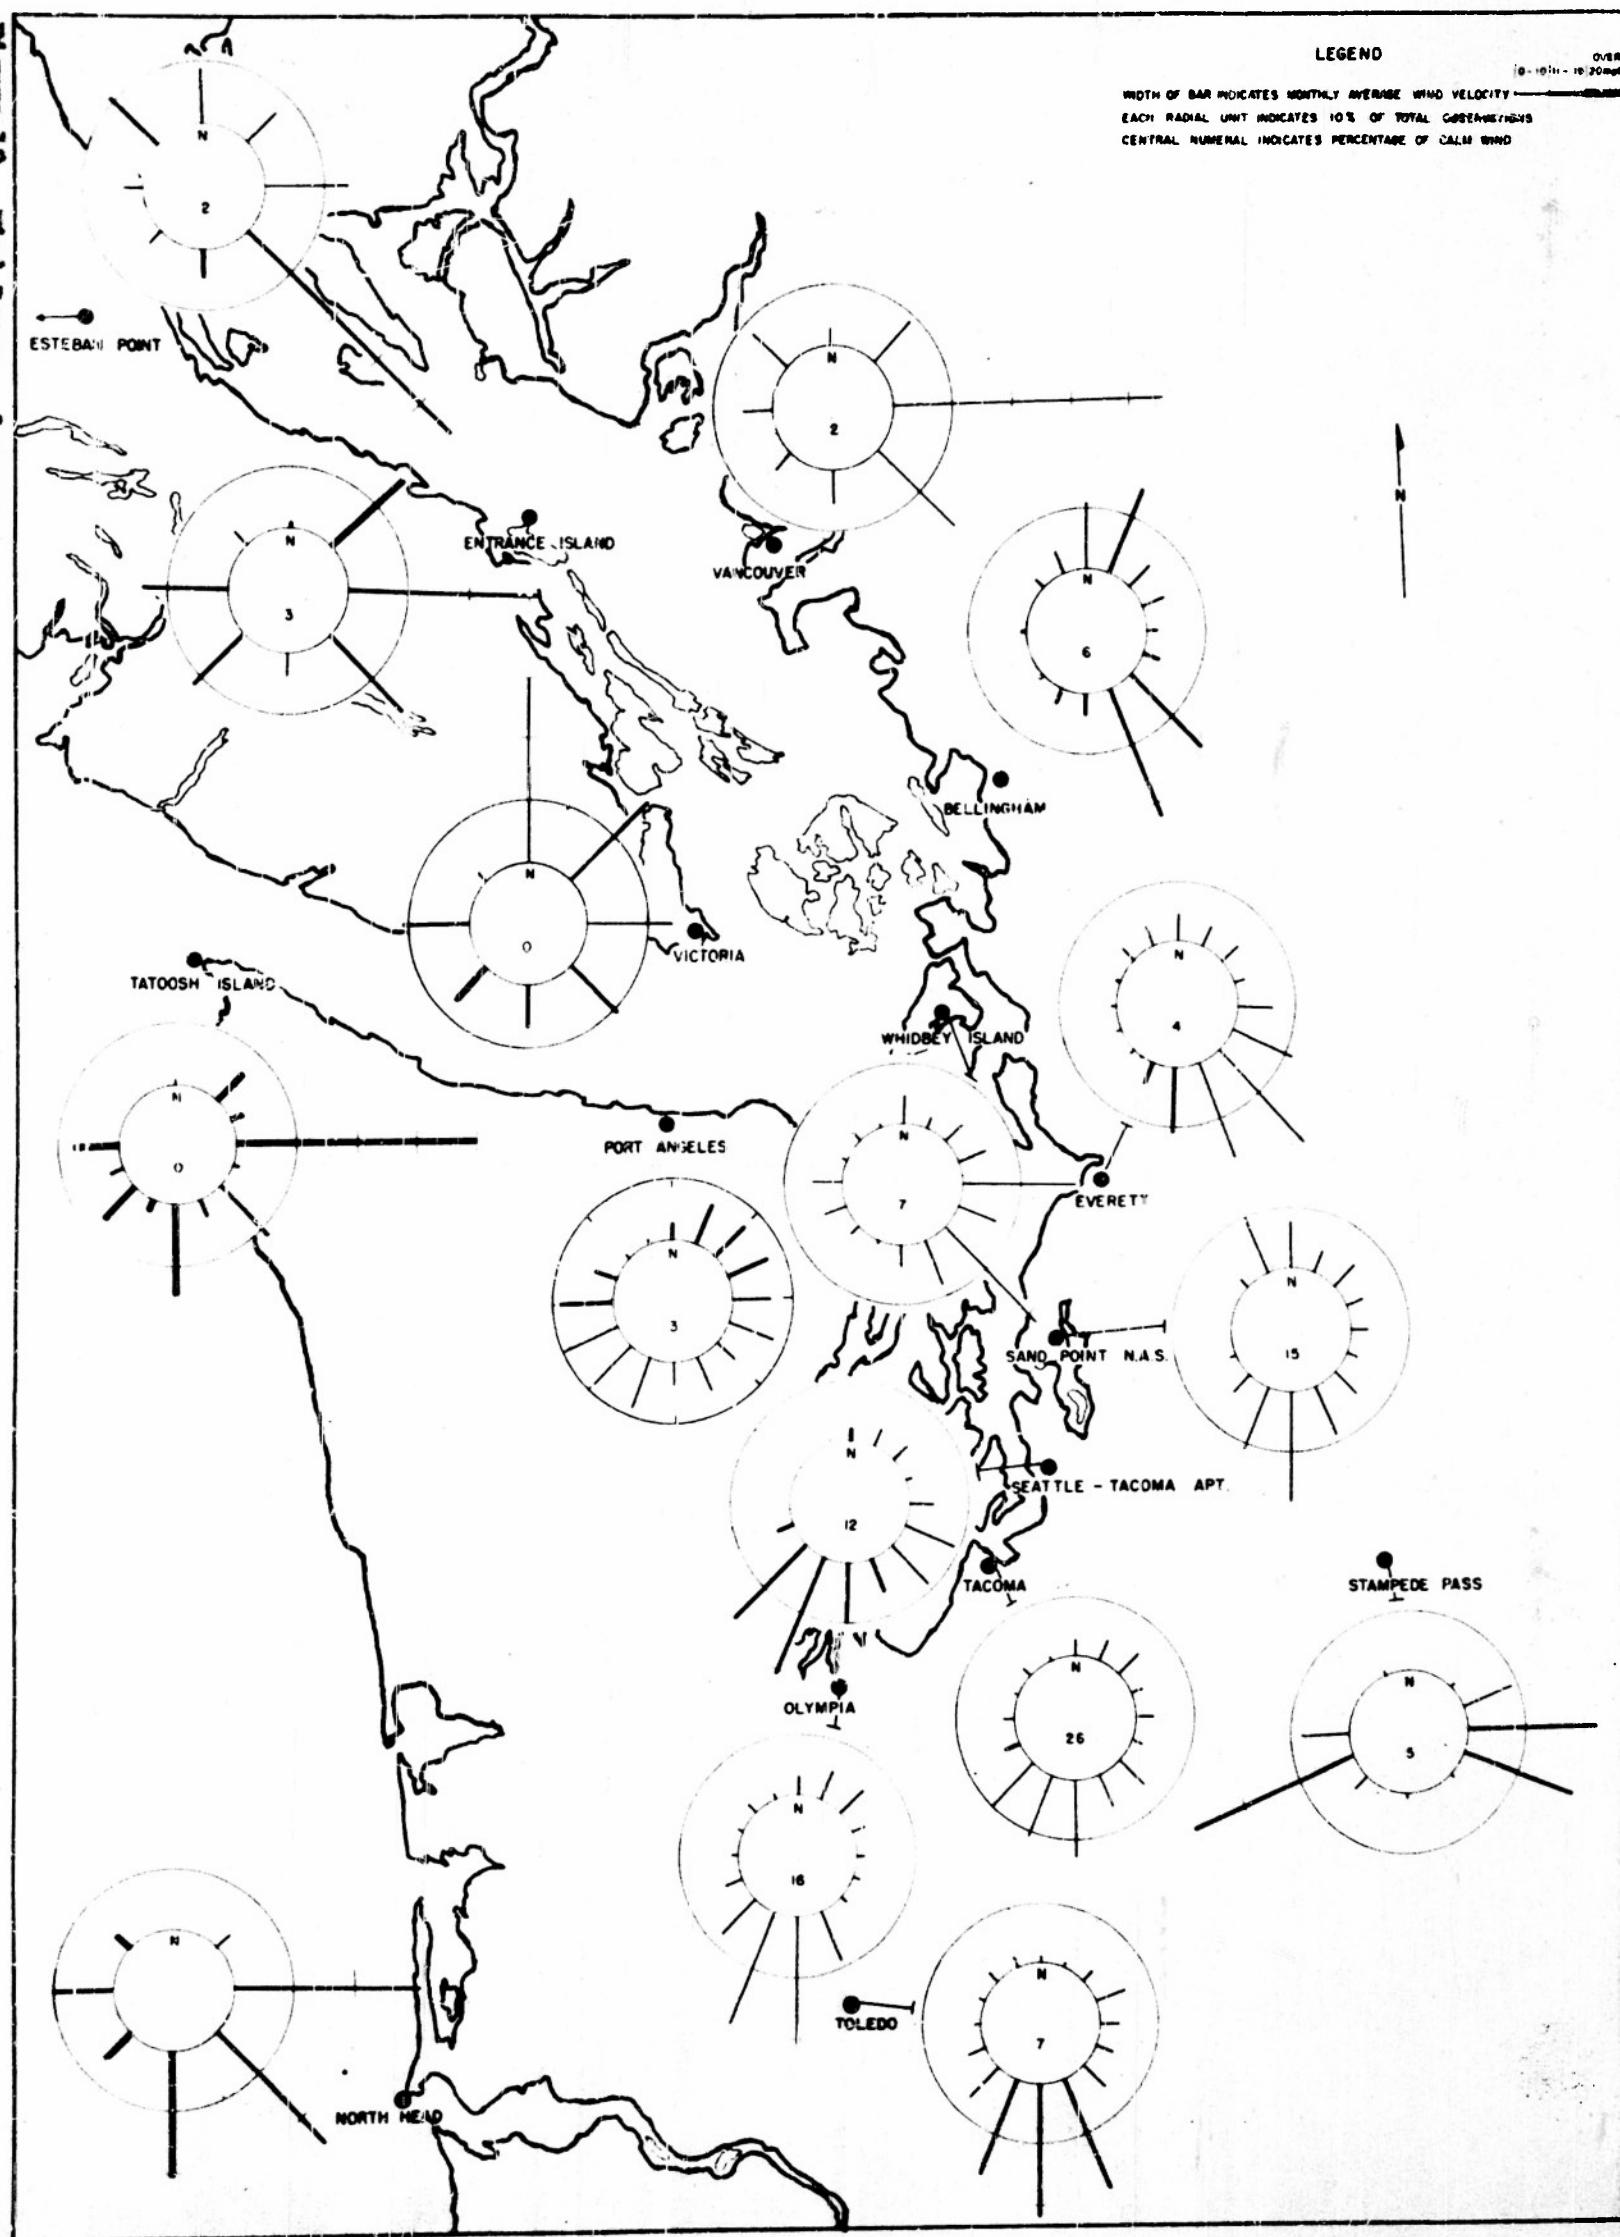 LEGEND
OVER
WIDTH OF BAR INDICATES MONTHLY AVERAGE WIND VELOCITY
EACH RADIAL UNIT INDICATES 10% OF TOTAL OBSERVATIONS
CENTRAL NUMERAL INDICATES PERCENTAGE OF CALM WIND
N
2
ESTEBAN POINT
N
2
N
N
3
ENTRANCE ISLAND
VANCOUVER
N
6
BELLINGHAM
N
0
VICTORIA
TATOOSH ISLAND
N
4
WHIDBEY ISLAND
N
0
PORT ANGELES
N
7
EVERETT
N
3
SAND POINT N.A.S.
N
15
N
12
SEATTLE - TACOMA APT.
TACOMA
STAMPEDE PASS
OLYMPIA
N
26
N
5
N
16
N
TOLEDO
N
7
NORTH HEAD